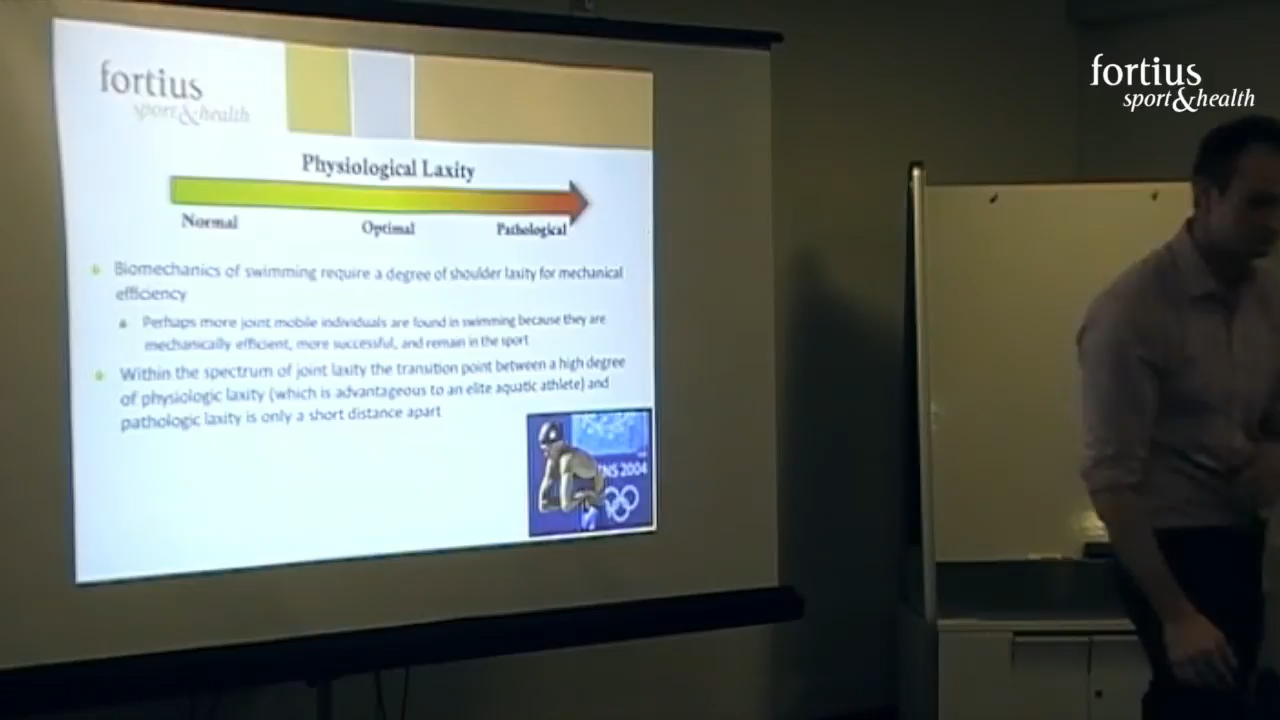 fortius
sport&health
fortius
sport&health
Physiological Laxity
Normal
Optimal
Pathological
Biomechanics of swimming require a degree of shoulder laxity for mechanical
efficiency
Perhaps more joint mobile individuals are found in swimming because they are
mechanically efficient, more successful, and remain in the sport
Within the spectrum of joint laxity the transition point between a high degree
of physiologic laxity (which is advantageous to an elite aquatic athlete) and
pathologic laxity is only a short distance apart
NS 2004